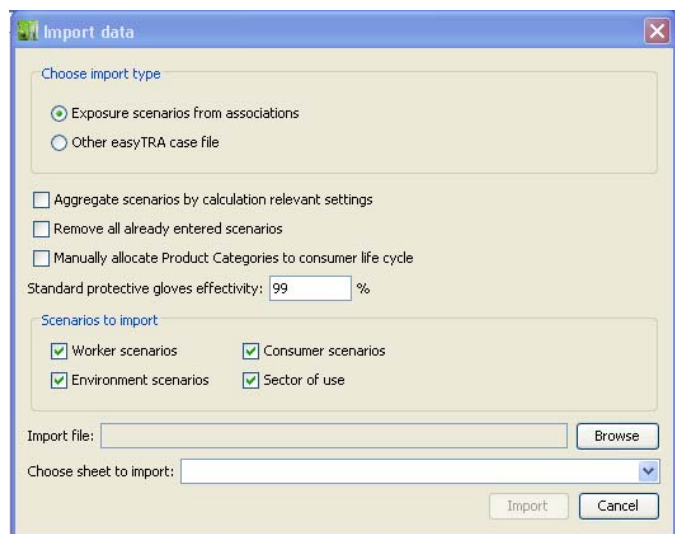 Import data
Choose import type
Exposure scenarios from associations
Other easyTRA case file
Aggregate scenarios by calculation relevant settings
Remove all already entered scenarios
Manually allocate Product Categories to consumer life cycle
Standard protective gloves effectivity: 99 %
Scenarios to import
Worker scenarios Consumer scenarios
Environment scenarios Sector of use
Import file: Browse
Choose sheet to import:
Import Cancel